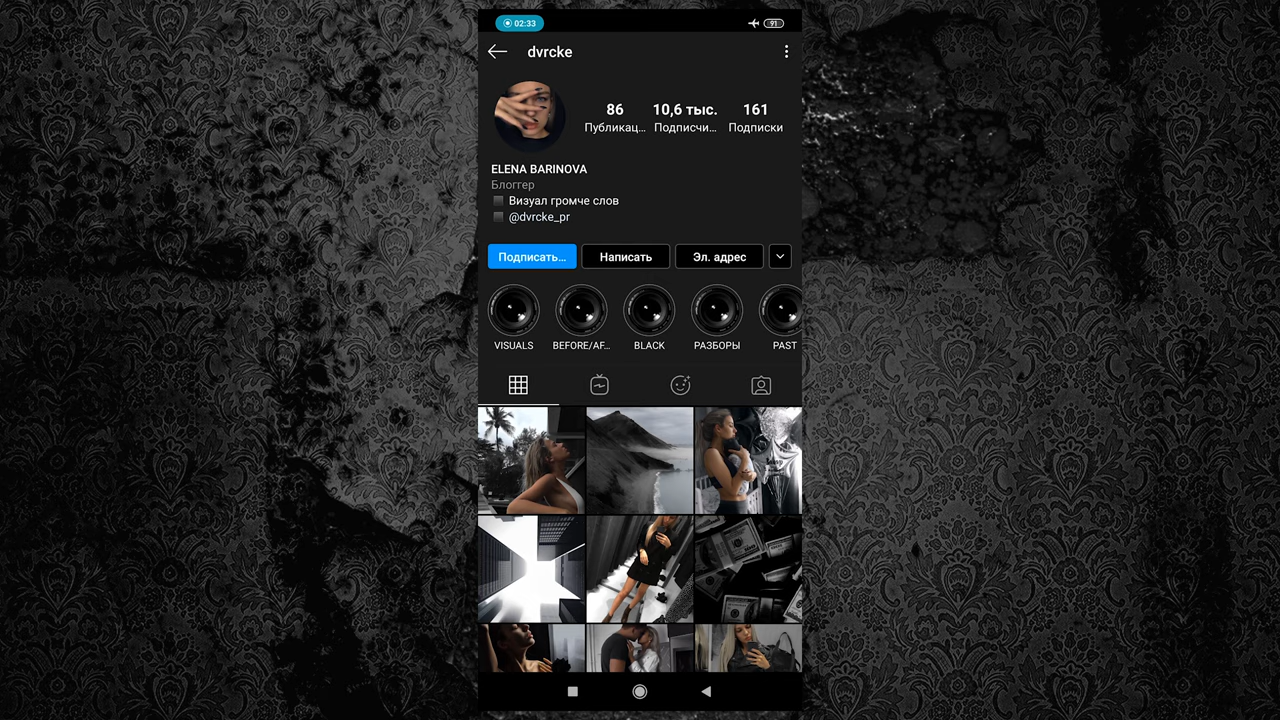 02:33
91
dvrcke
86
10,6 тыс.
161
Публикац...
Подписчи...
Подписки
ELENA BARINOVA
Блоггер
Визуал громче слов
@dvrcke_pr
Подписать...
Написать
Эл. адрес
VISUALS
BEFORE/AF...
BLACK
РАЗБОРЫ
PAST